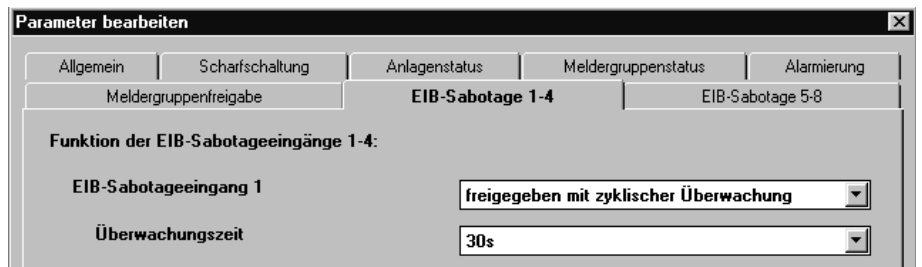 Parameter bearbeiten
Allgemein Scharfschaltung Anlagenstatus Meldergruppenstatus Alarmierung
Meldergruppenfreigabe EIB-Sabotage 1-4 EIB-Sabotage 5-8
Funktion der EIB-Sabotageeingänge 1-4:
EIB-Sabotageeingang 1 freigegeben mit zyklischer Überwachung
Überwachungszeit 30s